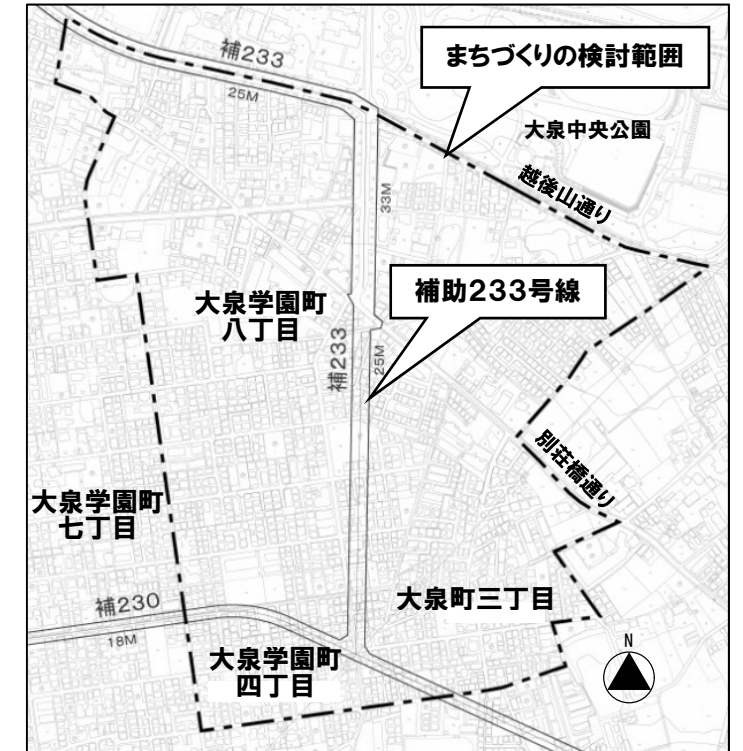 補233
25M
まちづくりの検討範囲
大泉中央公園
越後山通り
33M
大泉学園町
八丁目
補助233号線
補233
25M
別荘橋通り
大泉学園町
七丁目
補230
18M
大泉町三丁目
大泉学園町
四丁目
N